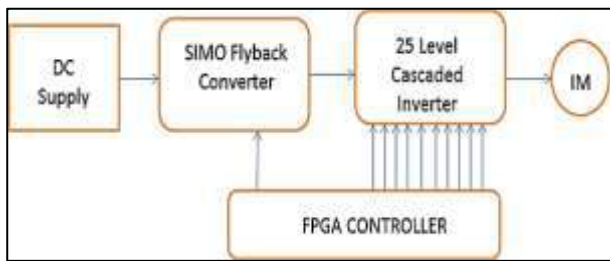 DC
Supply
SIMO Flyback
Converter
25 Level
Cascaded
Inverter
IM
FPGA CONTROLLER